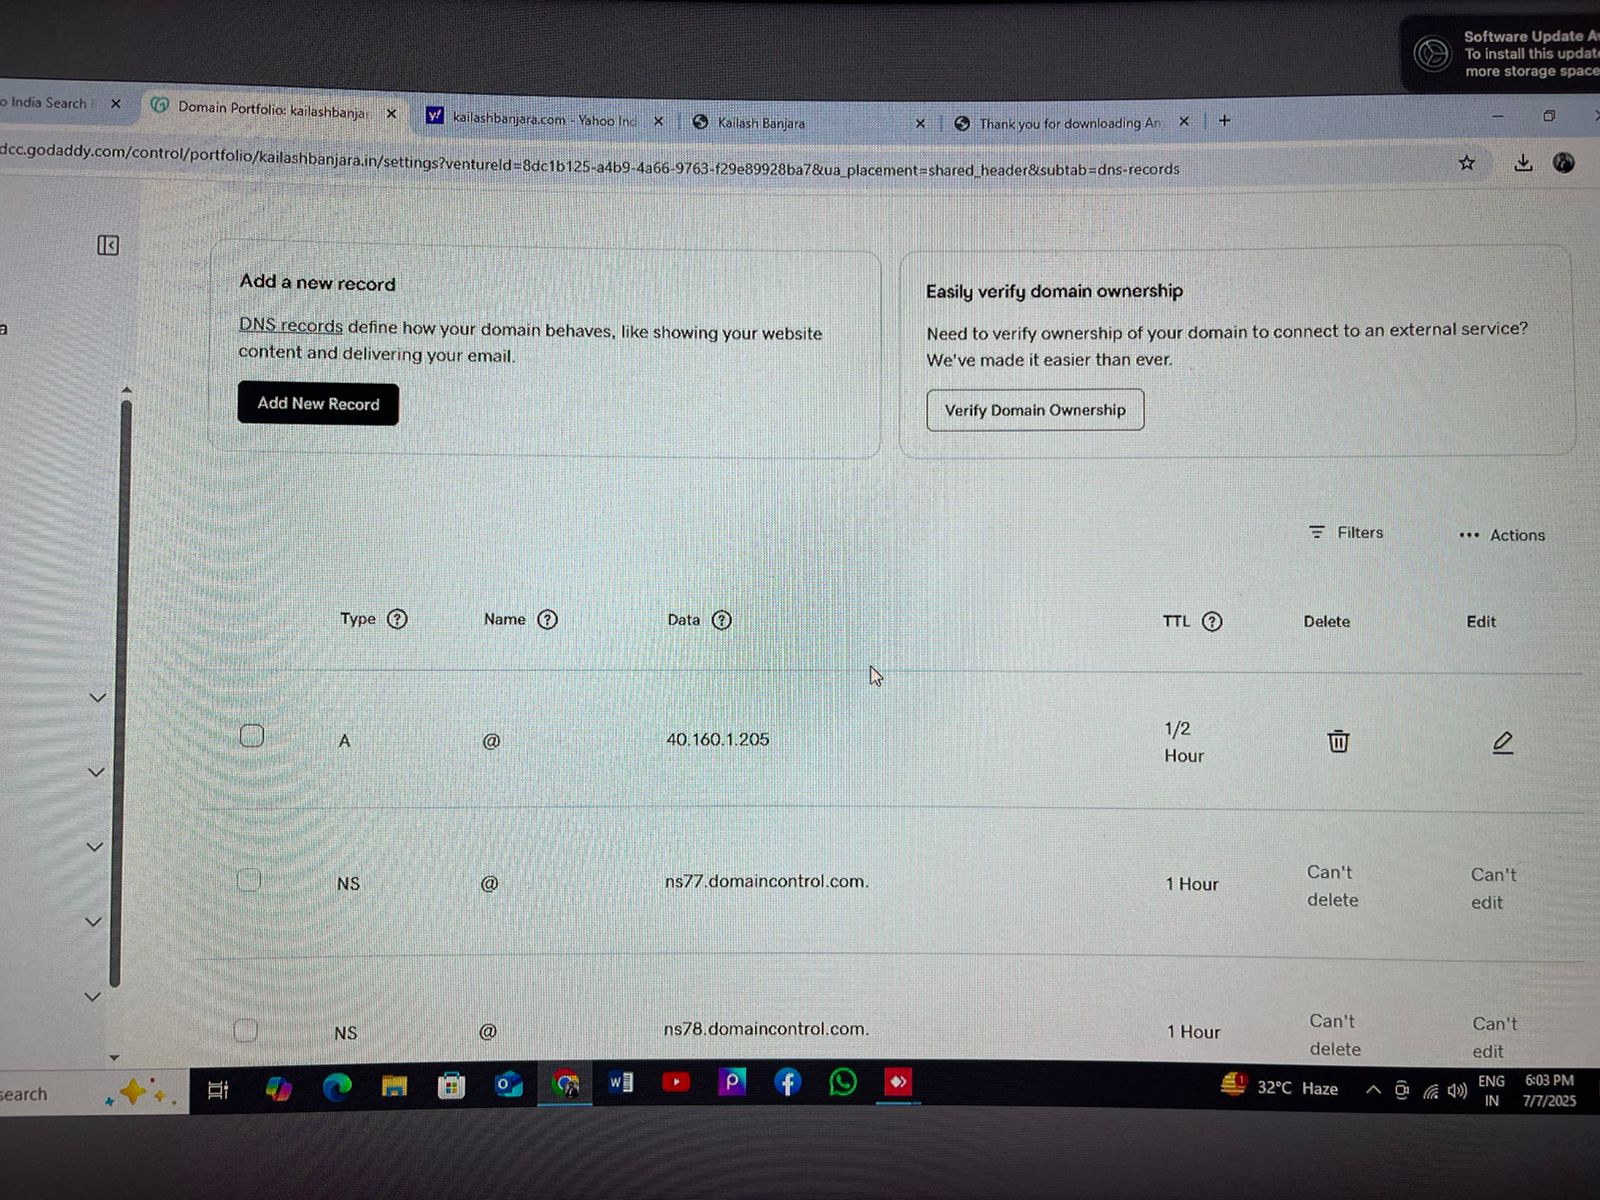 Software Update
To install this
more storage space
o India Search
Domain Portfolio: kailashbanjar
kailashbanjara.com - Yahoo Ind
Kailash Banjara
Thank you for downloading An
dcc.godaddy.com/control/portfolio/kailashbanjara.in/settings?ventureId=8dc1b125-a4b9-4a66-9763-f29e89928ba7&ua_placement=shared_header&subtab=dns-records
a
Add a new record
DNS records define how your domain behaves, like showing your website
content and delivering your email.
Add New Record
Easily verify domain ownership
Need to verify ownership of your domain to connect to an external service?
We've made it easier than ever.
Verify Domain Ownership
Filters
Actions
Type ? Name ? Data ? TTL ? Delete Edit
A @ 40.160.1.205 1/2
Hour
NS @ ns77.domaincontrol.com. 1 Hour Can't
delete
Can't
edit
NS @ ns78.domaincontrol.com. 1 Hour Can't
delete
Can't
edit
search
32°C Haze
ENG
IN
6:03 PM
7/7/2025